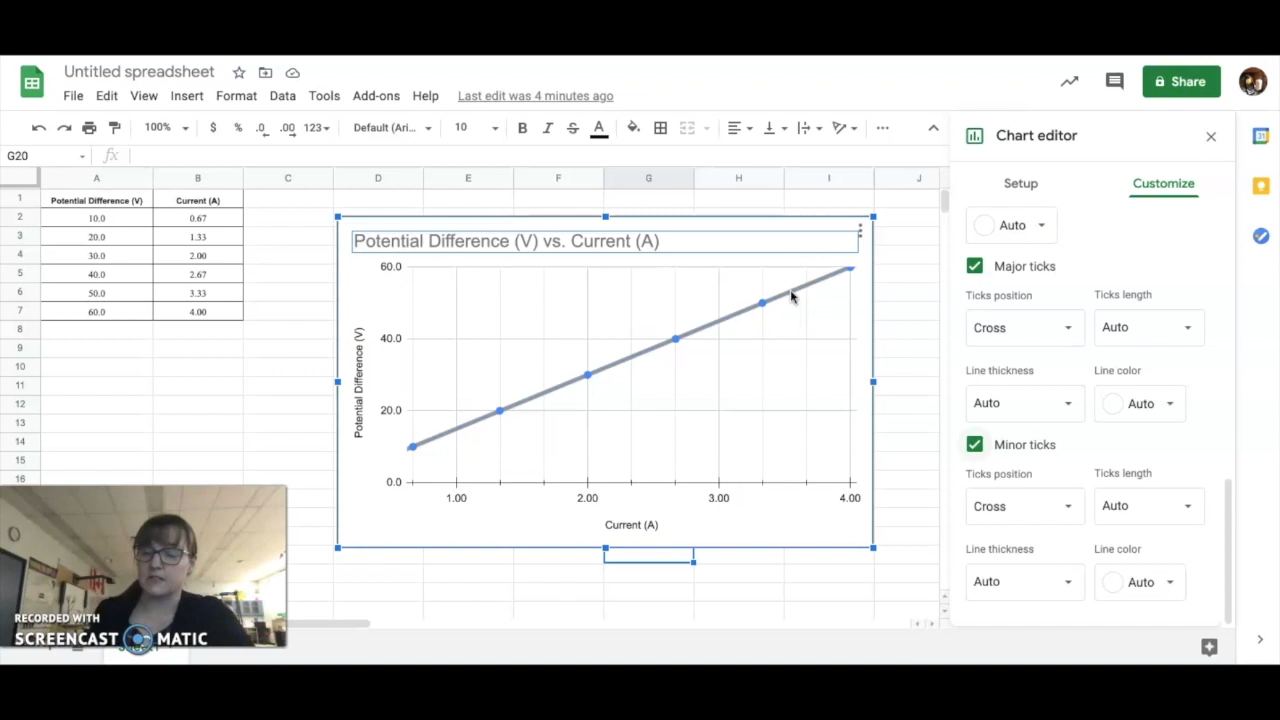 Untitled spreadsheet
File Edit View Insert Format Data Tools Add-ons Help Last edit was 4 minutes ago
Share
100% $ % .0 .00 123 Default (Ari... 10 B I S A
G20 fx
Chart editor
Setup Customize
A B C D E F G H I J
1 Potential Difference (V) Current (A)
2 10.0 0.67
3 20.0 1.33
4 30.0 2.00
5 40.0 2.67
6 50.0 3.33
7 60.0 4.00
8
9
10
11
12
13
14
15
16
Potential Difference (V) vs. Current (A)
60.0
40.0
20.0
0.0
Potential Difference (V)
1.00 2.00 3.00 4.00
Current (A)
Auto
Major ticks
Ticks position Ticks length
Cross Auto
Line thickness Line color
Auto Auto
Minor ticks
Ticks position Ticks length
Cross Auto
Line thickness Line color
Auto Auto
31
RECORDED WITH
SCREENCAST MATIC